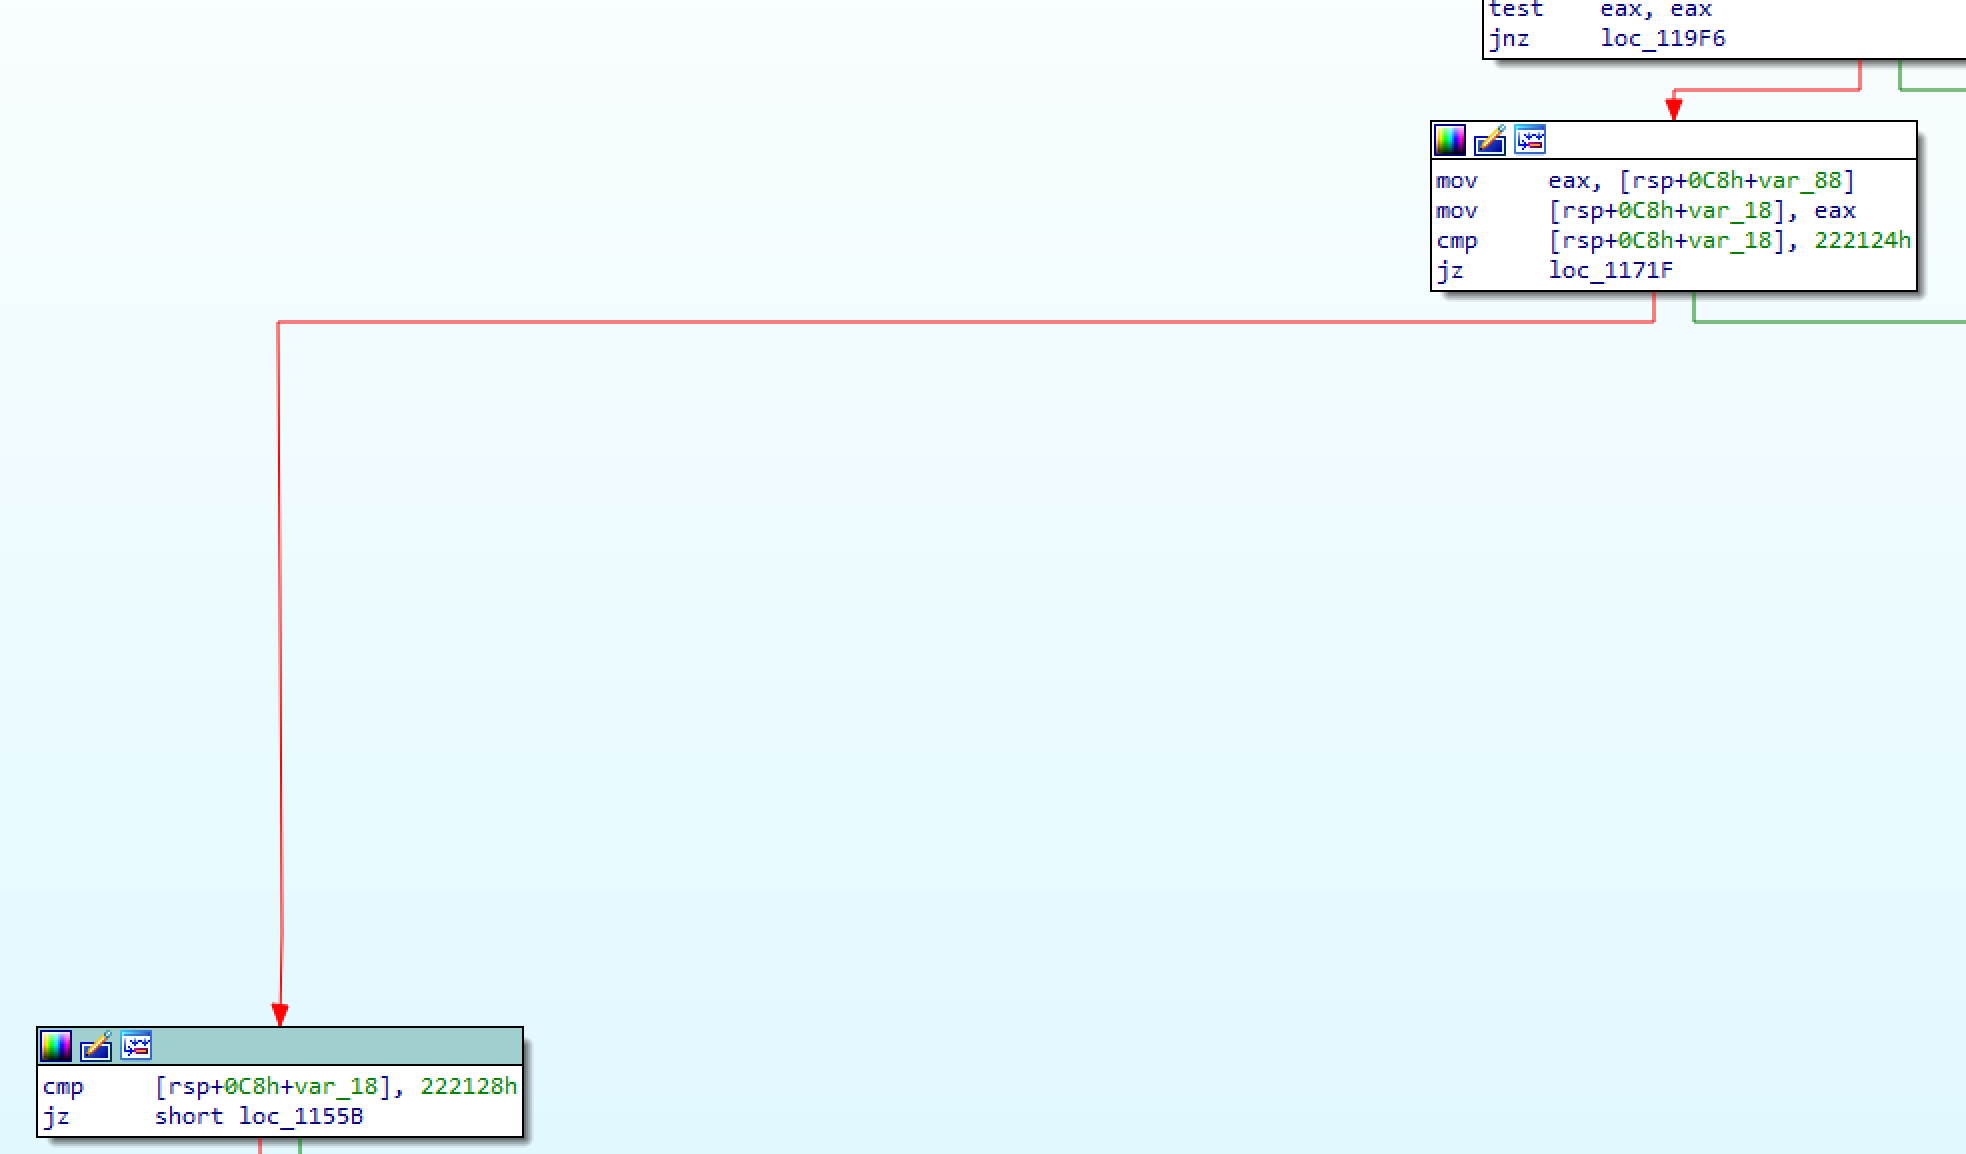 test eax, eax
jnz loc_119F6
mov eax, [rsp+0C8h+var_88]
mov [rsp+0C8h+var_18], eax
cmp [rsp+0C8h+var_18], 222124h
jz loc_1171F
cmp [rsp+0C8h+var_18], 222128h
jz short loc_1155B